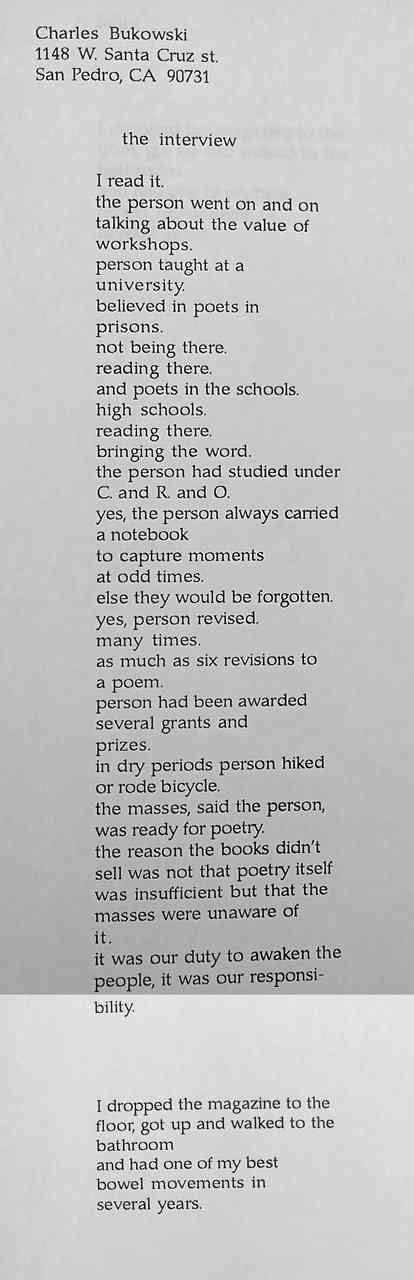 Charles Bukowski
1148 W. Santa Cruz st.
San Pedro, CA 90731
the interview
I read it.
the person went on and on
talking about the value of
workshops.
person taught at a
university.
believed in poets in
prisons.
not being there.
reading there.
and poets in the schools.
high schools.
reading there.
bringing the word.
the person had studied under
C. and R. and O.
yes, the person always carried
a notebook
to capture moments
at odd times.
else they would be forgotten.
yes, person revised.
many times.
as much as six revisions to
a poem.
person had been awarded
several grants and
prizes.
in dry periods person hiked
or rode bicycle.
the masses, said the person,
was ready for poetry.
the reason the books didn't
sell was not that poetry itself
was insufficient but that the
masses were unaware of
it.
it was our duty to awaken the
people, it was our responsi-
bility.
I dropped the magazine to the
floor, got up and walked to the
bathroom
and had one of my best
bowel movements in
several years.